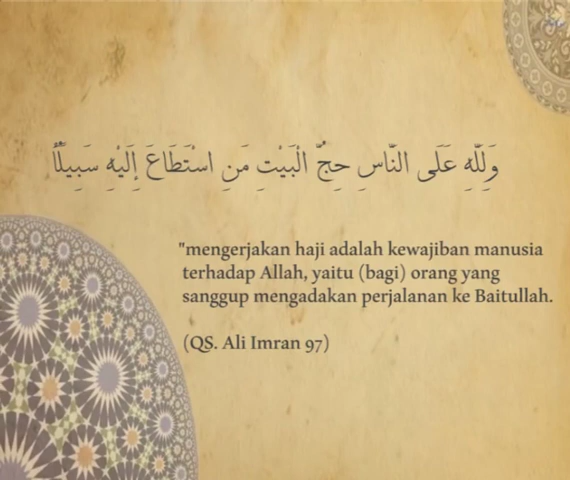 وَلِلَّهِ عَلَى النَّاسِ حِجُّ الْبَيْتِ مَنِ اسْتَطَاعَ إِلَيْهِ سَبِيلًا
"mengerjakan haji adalah kewajiban manusia
terhadap Allah, yaitu (bagi) orang yang
sanggup mengadakan perjalanan ke Baitullah.
(QS. Ali Imran 97)